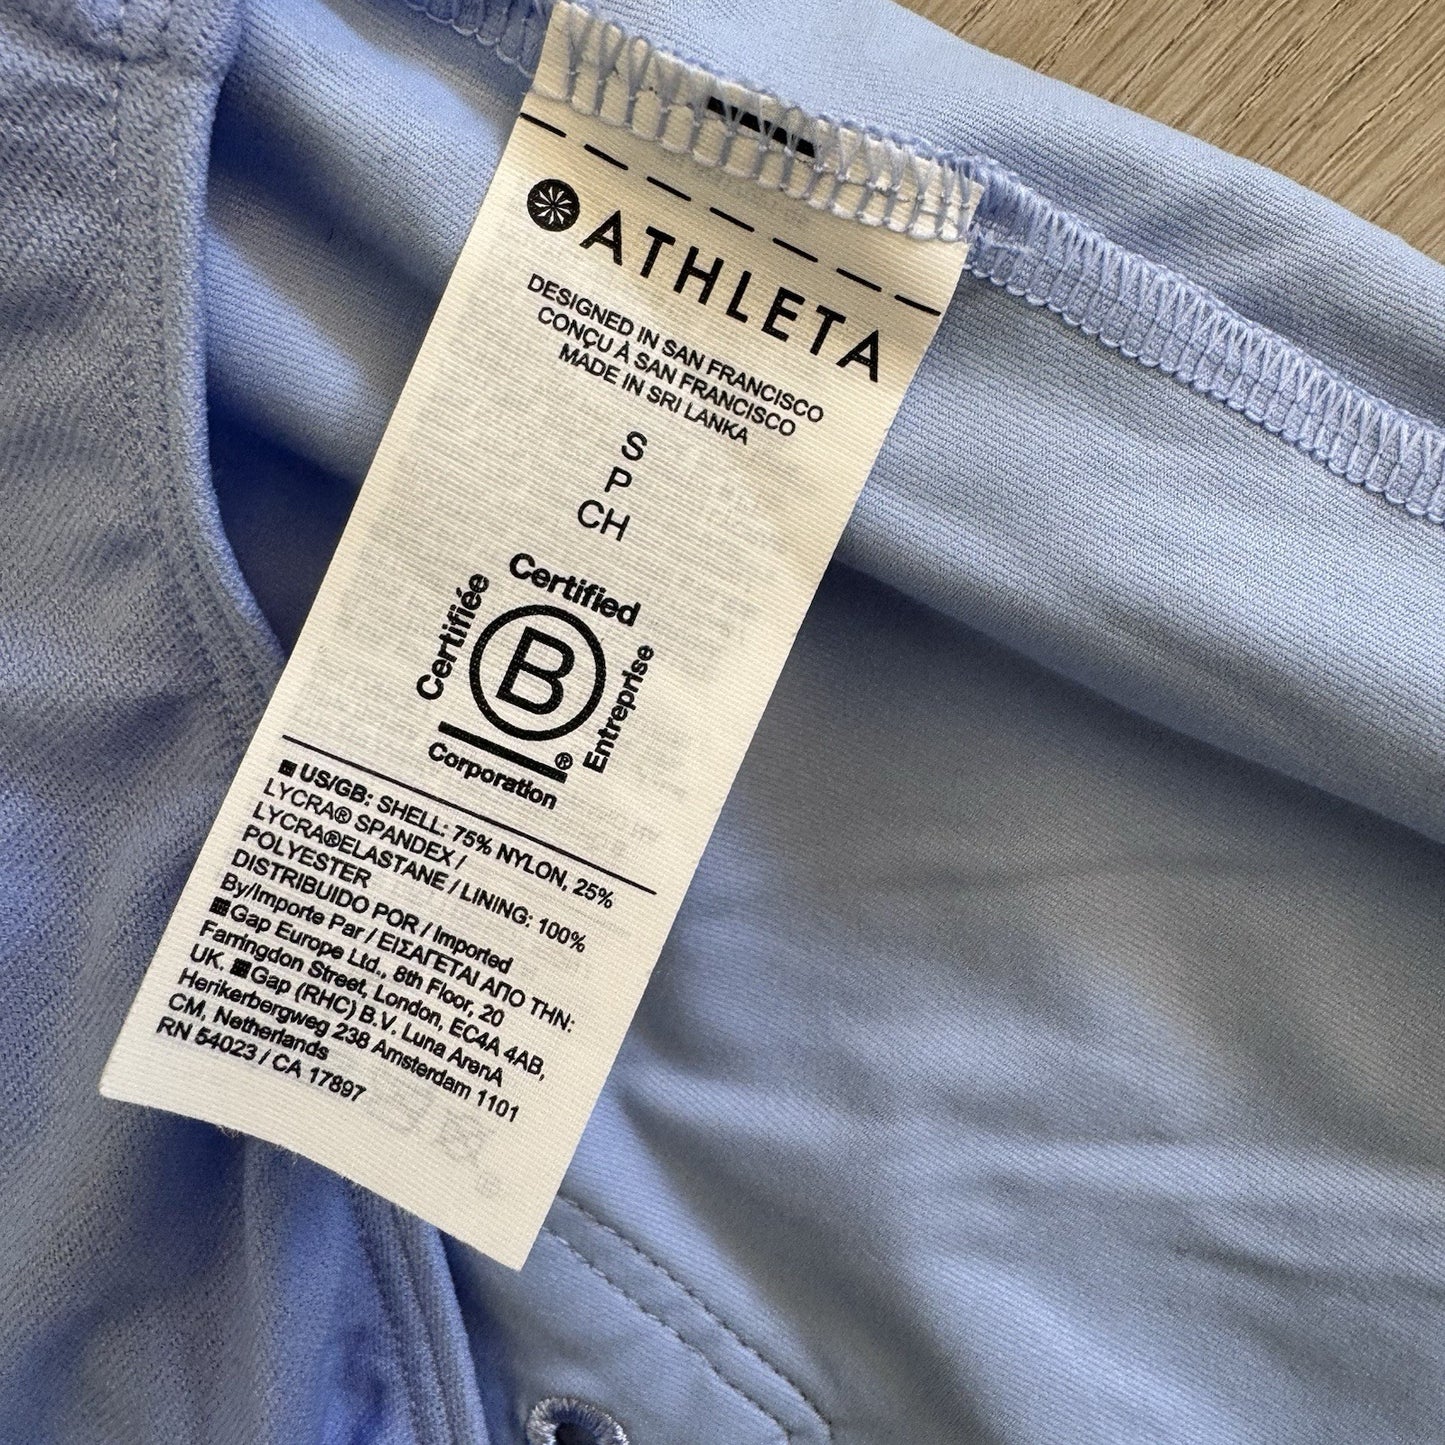 ATHLETA
DESIGNED IN SAN FRANCISCO
CONÇU À SAN FRANCISCO
MADE IN SRI LANKA
S
P
CH
Certified
Certifiée
B
Entreprise
®
Corporation
US/GB: SHELL: 75% NYLON, 25%
LYCRA® SPANDEX /
LYCRA®ELASTANE / LINING: 100%
POLYESTER
DISTRIBUIDO POR / Imported
By/Importe Par / ΕΙΣΑΓΕΤΑΙ ΑΠΟ ΤΗΝ:
Gap Europe Ltd., 8th Floor, 20
Farringdon Street, London, EC4A 4AB,
UK. Gap (RHC) B.V. Luna ArenA
Herikerbergweg 238 Amsterdam 1101
CM, Netherlands
RN 54023 / CA 17897